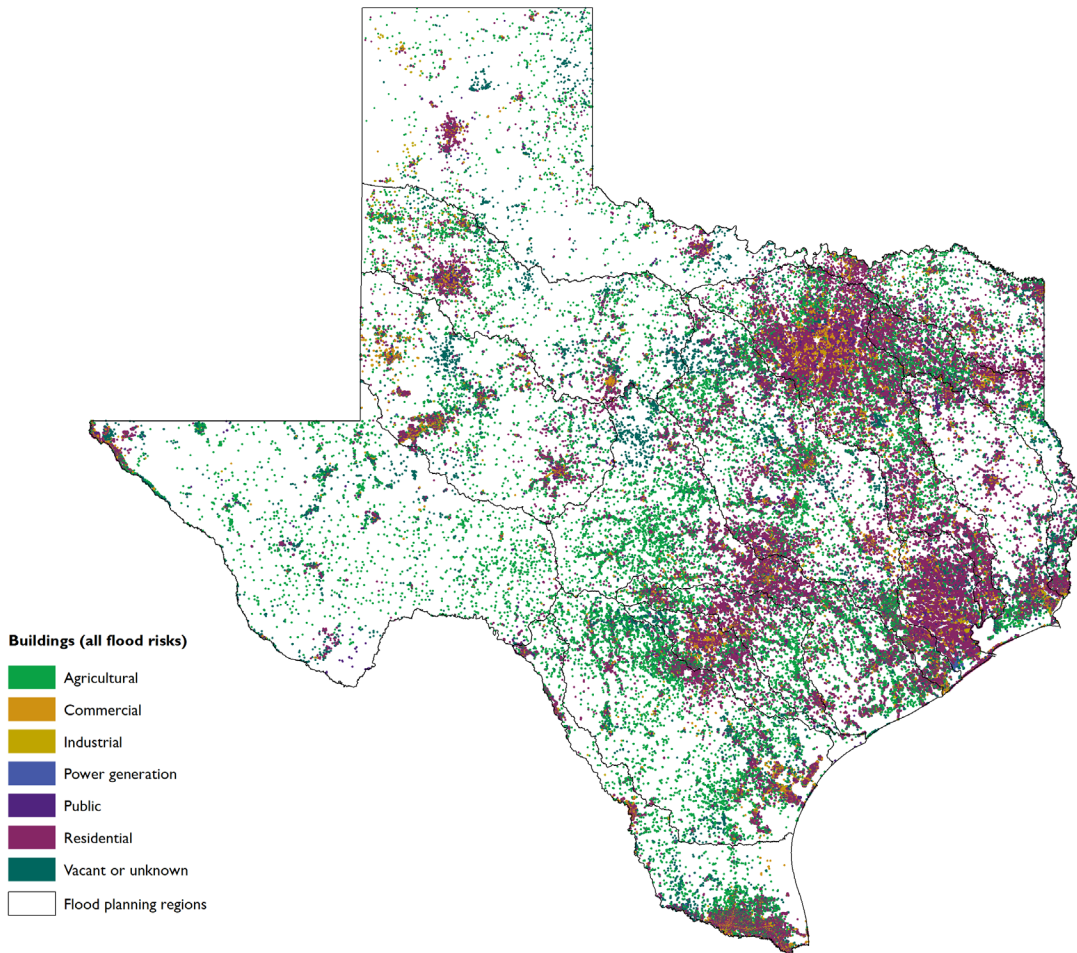 Buildings (all flood risks)
Agricultural
Commercial
Industrial
Power generation
Public
Residential
Vacant or unknown
Flood planning regions